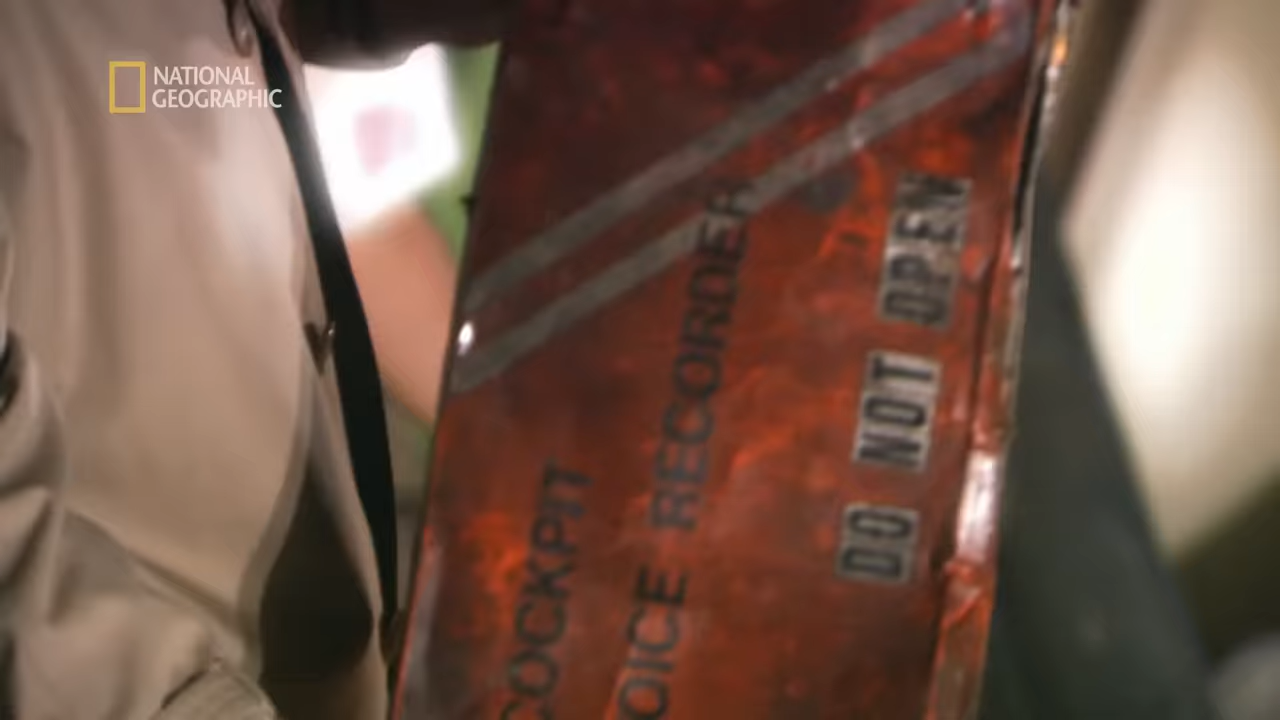 NATIONAL
GEOGRAPHIC
COCKPIT
OICE RECORDER
DO NOT OPEN